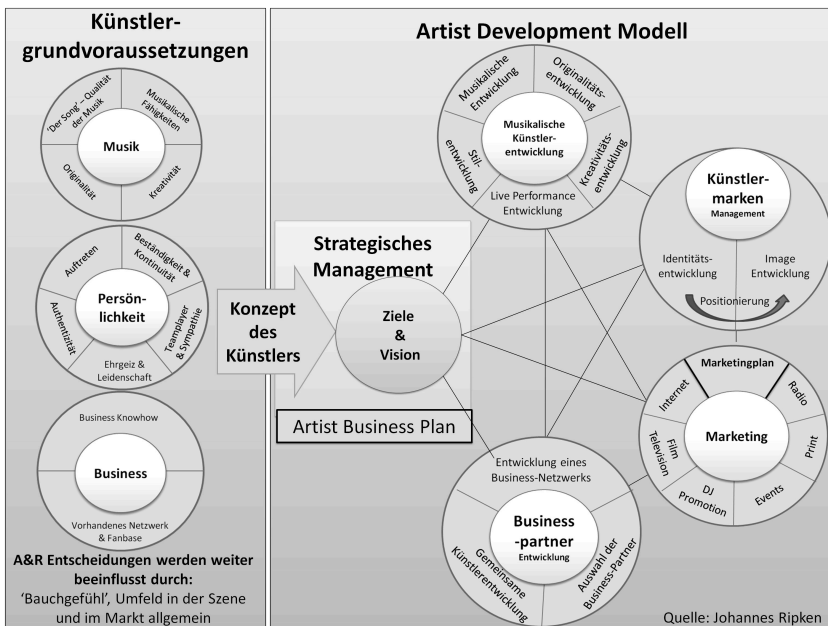 Künstler-
grundvoraussetzungen
'Der Song' – Qualität
der Musik
Musikalische
Fähigkeiten
Musik
Originalität
Kreativität
Auftreten
Beständigkeit &
Kontinuität
Persön-
lichkeit
Authentizität
Teamplayer
& Sympathie
Ehrgeiz &
Leidenschaft
Business Knowhow
Business
Vorhandenes Netzwerk
& Fanbase
A&R Entscheidungen werden weiter
beeinflusst durch:
'Bauchgefühl', Umfeld in der Szene
und im Markt allgemein
Konzept
des
Künstlers
Artist Development Modell
Strategisches
Management
Ziele
&
Vision
Artist Business Plan
Musikalische
Entwicklung
Originalitäts-
entwicklung
Musikalische
Künstler-
entwicklung
Stil-
entwicklung
Kreativitäts-
entwicklung
Live Performance
Entwicklung
Künstler-
marken
Management
Identitäts-
entwicklung
Image
Entwicklung
Positionierung
Marketingplan
Internet
Radio
Marketing
Film
Television
Print
DJ
Promotion
Events
Entwicklung eines
Business-Netzwerks
Business
-partner
Entwicklung
Gemeinsame
Künstlerentwicklung
Auswahl der
Business-Partner
Quelle: Johannes Ripken